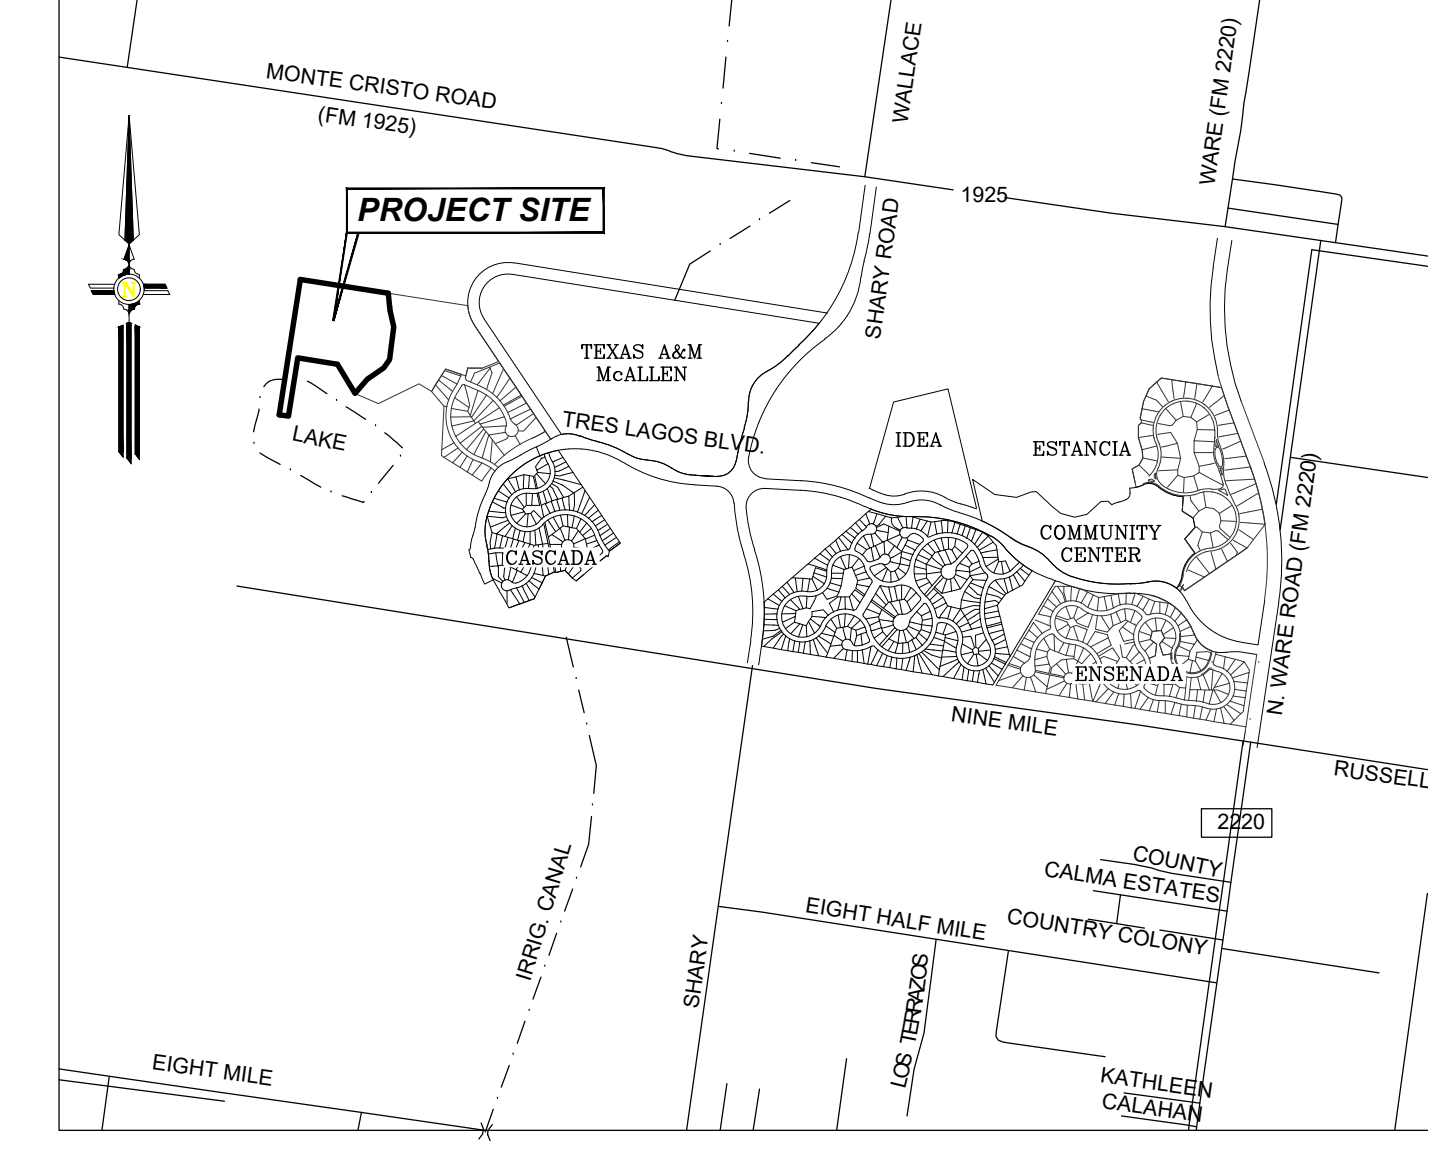 WALLACE
WARE (FM 2220)
MONTE CRISTO ROAD
(FM 1925)
1925
PROJECT SITE
SHARY ROAD
N
TEXAS A&M
McALLEN
TRES LAGOS BLVD.
LAKE
IDEA
ESTANCIA
COMMUNITY
CENTER
CASCADA
N. WARE ROAD (FM 2220)
ENSENADA
NINE MILE
RUSSELL
2220
COUNTY
CALMA ESTATES
IRRIG. CANAL
EIGHT HALF MILE
COUNTRY COLONY
SHARY
LOS TERRAZOS
EIGHT MILE
KATHLEEN
CALAHAN